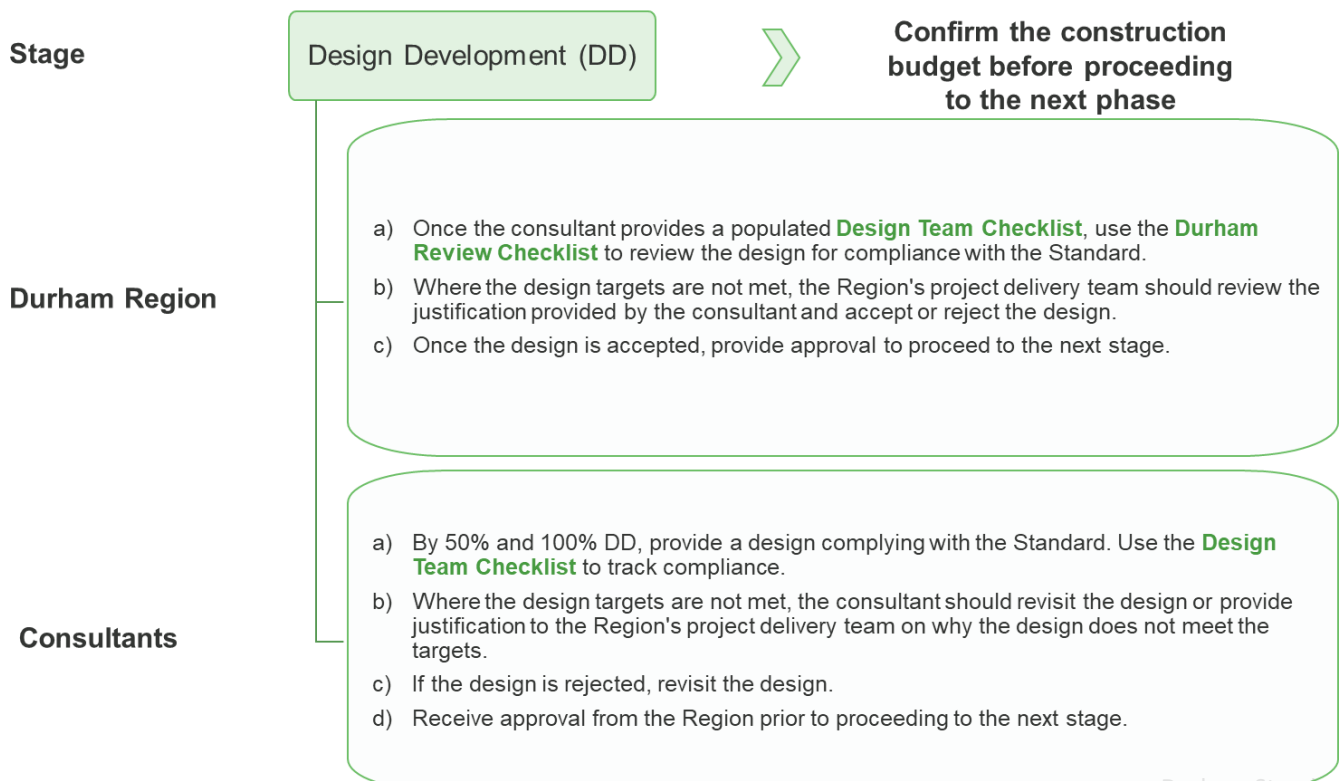 Stage
Design Development (DD)
Confirm the construction
budget before proceeding
to the next phase
Durham Region
a) Once the consultant provides a populated Design Team Checklist, use the Durham
Review Checklist to review the design for compliance with the Standard.
b) Where the design targets are not met, the Region's project delivery team should review the
justification provided by the consultant and accept or reject the design.
c) Once the design is accepted, provide approval to proceed to the next stage.
Consultants
a) By 50% and 100% DD, provide a design complying with the Standard. Use the Design
Team Checklist to track compliance.
b) Where the design targets are not met, the consultant should revisit the design or provide
justification to the Region's project delivery team on why the design does not meet the
targets.
c) If the design is rejected, revisit the design.
d) Receive approval from the Region prior to proceeding to the next stage.